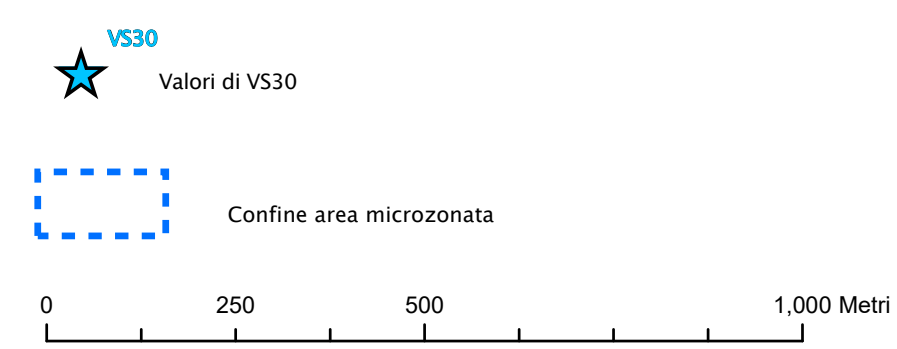 VS30
Valori di VS30
Confine area microzonata
0 250 500 1,000 Metri